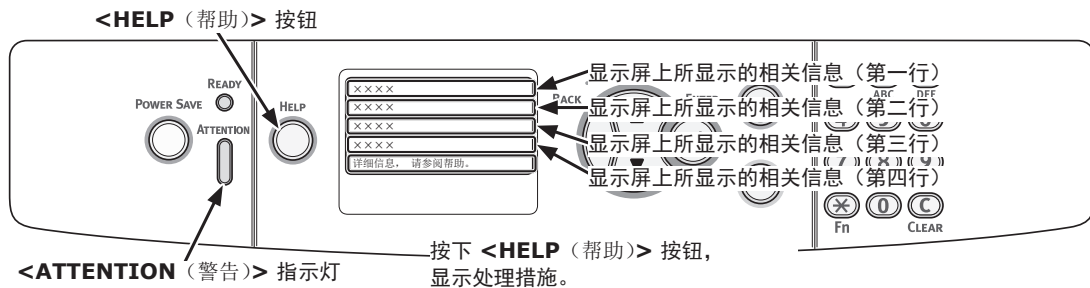 <HELP（帮助）> 按钮
READY
POWER SAVE
HELP
ATTENTION
××××
××××
××××
××××
详细信息， 请参阅帮助。
BACK
显示屏上所显示的相关信息（第一行）
显示屏上所显示的相关信息（第二行）
显示屏上所显示的相关信息（第三行）
显示屏上所显示的相关信息（第四行）
ABC
DEF
0
C
Fn
CLEAR
<ATTENTION（警告）> 指示灯
按下 <HELP（帮助）> 按钮，
显示处理措施。